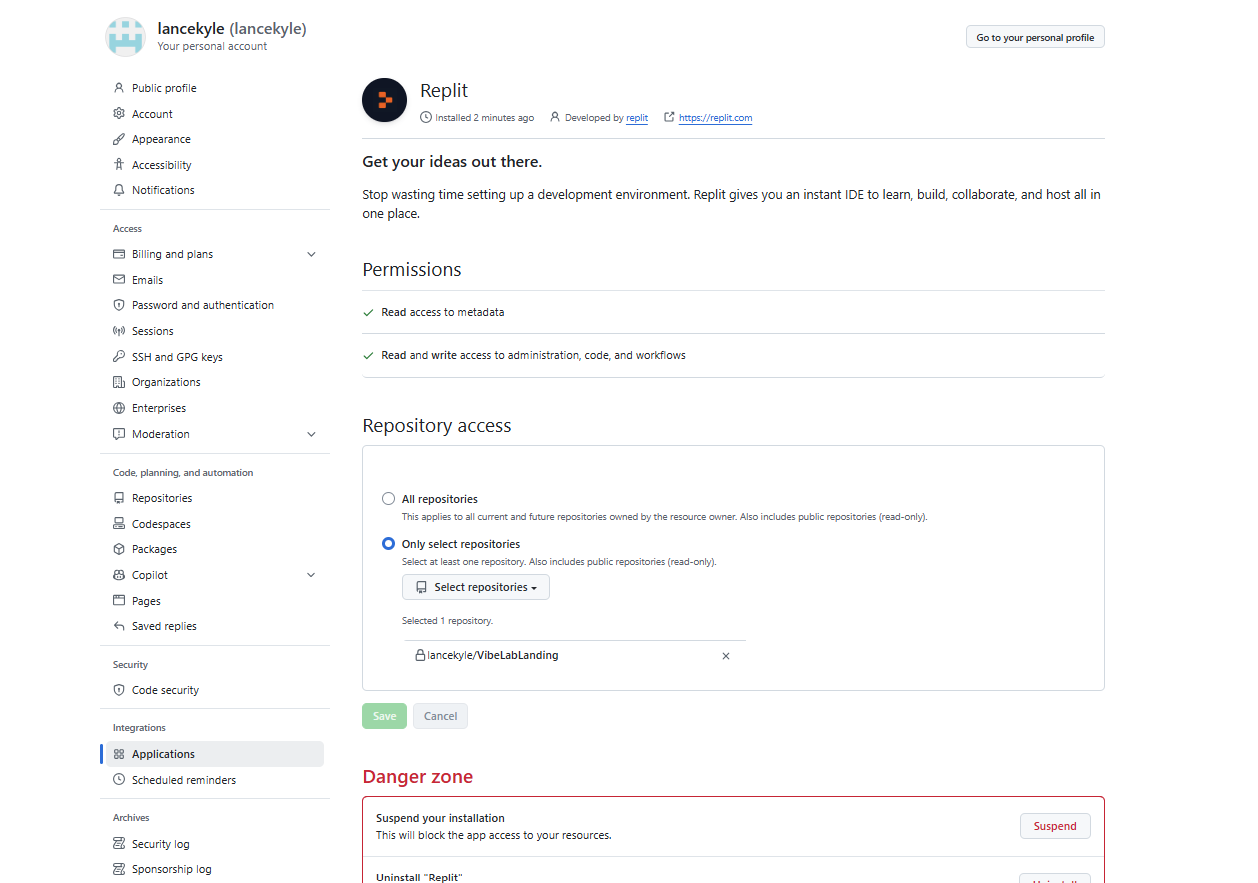 lancekyle (lancekyle)
Your personal account
Go to your personal profile
Public profile
Account
Appearance
Accessibility
Notifications
Access
Billing and plans
Emails
Password and authentication
Sessions
SSH and GPG keys
Organizations
Enterprises
Moderation
Code, planning, and automation
Repositories
Codespaces
Packages
Copilot
Pages
Saved replies
Security
Code security
Integrations
Applications
Scheduled reminders
Archives
Security log
Sponsorship log
Replit
Installed 2 minutes ago Developed by replit https://replit.com
Get your ideas out there.
Stop wasting time setting up a development environment. Replit gives you an instant IDE to learn, build, collaborate, and host all in
one place.
Permissions
Read access to metadata
Read and write access to administration, code, and workflows
Repository access
All repositories
This applies to all current and future repositories owned by the resource owner. Also includes public repositories (read-only).
Only select repositories
Select at least one repository. Also includes public repositories (read-only).
Select repositories
Selected 1 repository.
lancekyle/VibeLabLanding
Save Cancel
Danger zone
Suspend your installation
This will block the app access to your resources.
Suspend
Uninstall "Replit"